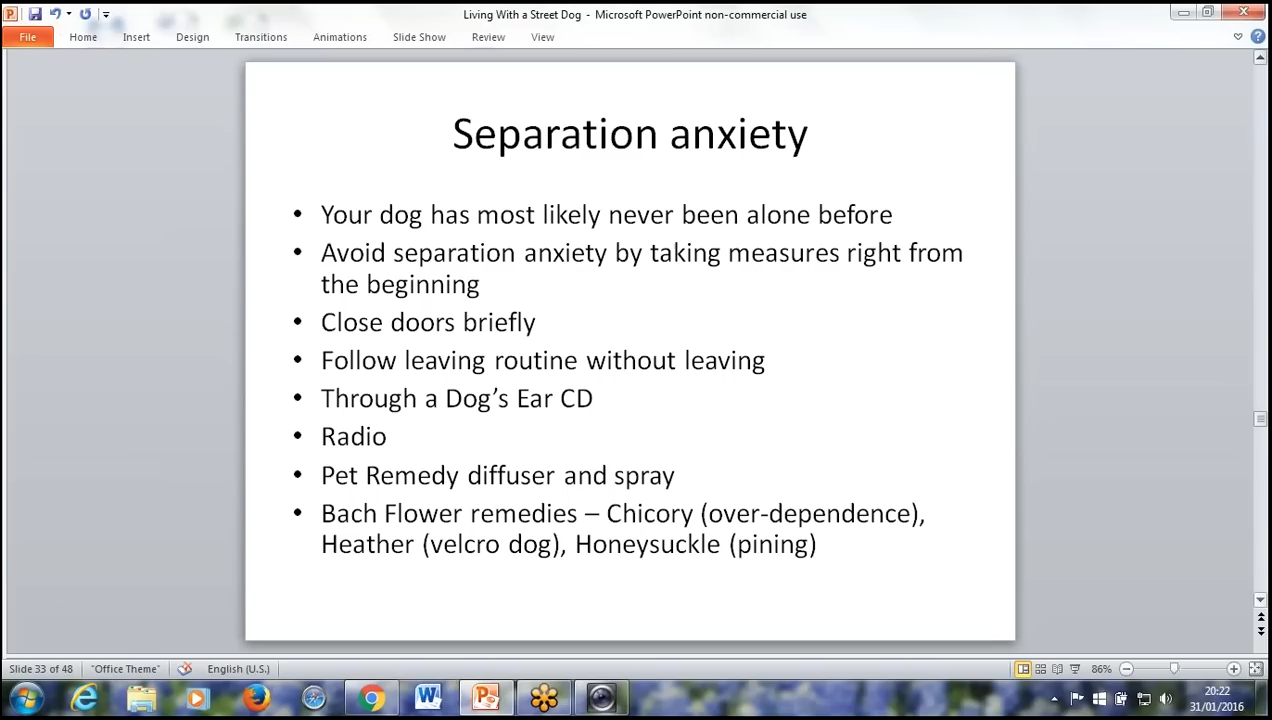 Living With a Street Dog - Microsoft PowerPoint non-commercial use
File Home Insert Design Transitions Animations Slide Show Review View
Separation anxiety
• Your dog has most likely never been alone before
• Avoid separation anxiety by taking measures right from
the beginning
• Close doors briefly
• Follow leaving routine without leaving
• Through a Dog’s Ear CD
• Radio
• Pet Remedy diffuser and spray
• Bach Flower remedies – Chicory (over-dependence),
Heather (velcro dog), Honeysuckle (pining)
Slide 33 of 48 "Office Theme" English (U.S.) 86%
20:22
31/01/2016